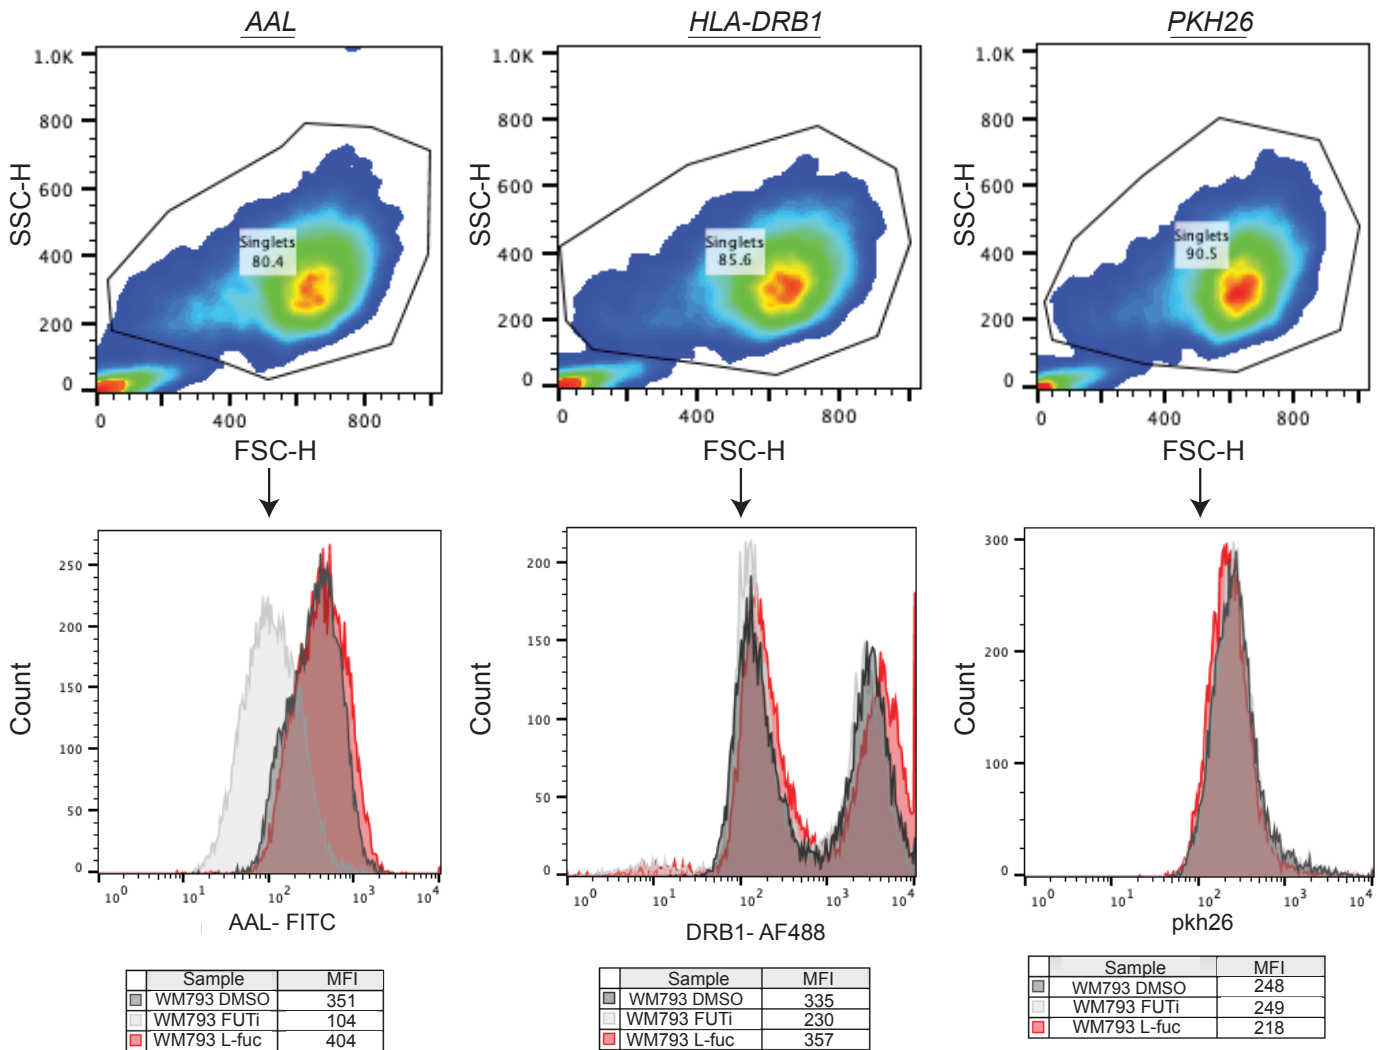 AAL
HLA-DRB1
PKH26
1.0K
800
600
400
200
0
SSC-H
Singlets
80.4
0
400
800
FSC-H
1.0K
800
600
400
200
0
SSC-H
Singlets
85.6
0
400
800
FSC-H
1.0K
800
600
400
200
0
SSC-H
Singlets
90.5
0
400
800
FSC-H
250
200
150
100
50
0
Count
10^0
10^1
10^2
10^3
10^4
AAL- FITC
200
150
100
50
0
Count
10^0
10^1
10^2
10^3
10^4
DRB1- AF488
300
200
100
0
Count
10^0
10^1
10^2
10^3
10^4
pkh26
Sample MFI
WM793 DMSO 351
WM793 FUTi 104
WM793 L-fuc 404
Sample MFI
WM793 DMSO 335
WM793 FUTi 230
WM793 L-fuc 357
Sample MFI
WM793 DMSO 248
WM793 FUTi 249
WM793 L-fuc 218